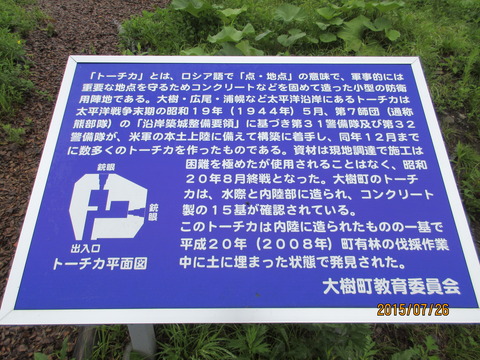 「トーチカ」とは、ロシア語で「点・地点」の意味で、軍事的には
重要な地点を守るためコンクリートなどを固めて造った小型の防衛
用陣地である。大樹・広尾・浦幌など太平洋沿岸にあるトーチカは
太平洋戦争末期の昭和19年(1944年)5月、第7師団(通称
熊部隊)の「沿岸築城整備要領」に基づき第31警備隊及び第32
警備隊が、米軍の本土上陸に備えて構築に着手し、同年12月まで
に数多くのトーチカを作ったものである。資材は現地調達で施工は
困難を極めたが使用されることはなく、昭和
20年8月終戦となった。大樹町のトーチ
カは、水際と内陸部に造られ、コンクリート
製の15基が確認されている。
このトーチカは内陸に造られたものの一基で
平成20年(2008年)町有林の伐採作業
中に土に埋まった状態で発見された。
銃眼
銃眼
出入口
トーチカ平面図
大樹町教育委員会
2015/07/26